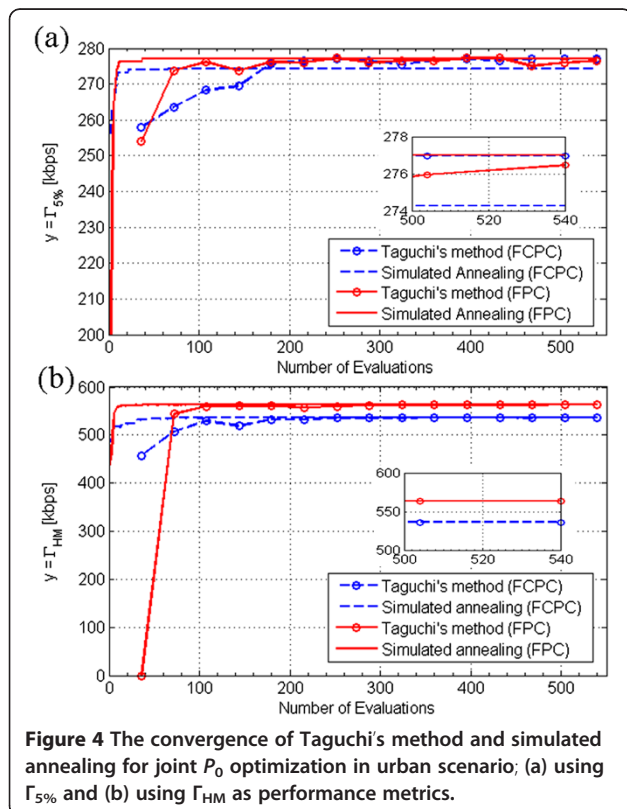 (a)
280
270
260
250
240
230
220
210
200
y = Γ5% [kbps]
278
276
274
500 520 540
Taguchi's method (FCPC)
Simulated Annealing (FCPC)
Taguchi's method (FPC)
Simulated Annealing (FPC)
0 100 200 300 400 500
Number of Evaluations
(b)
600
500
400
300
200
100
0
y = ΓHM [kbps]
600
550
500
500 520 540
Taguchi's method (FCPC)
Simulated annealing (FCPC)
Taguchi's method (FPC)
Simulated annealing (FPC)
0 100 200 300 400 500
Number of Evaluations
Figure 4 The convergence of Taguchi's method and simulated
annealing for joint P0 optimization in urban scenario; (a) using
Γ5% and (b) using ΓHM as performance metrics.